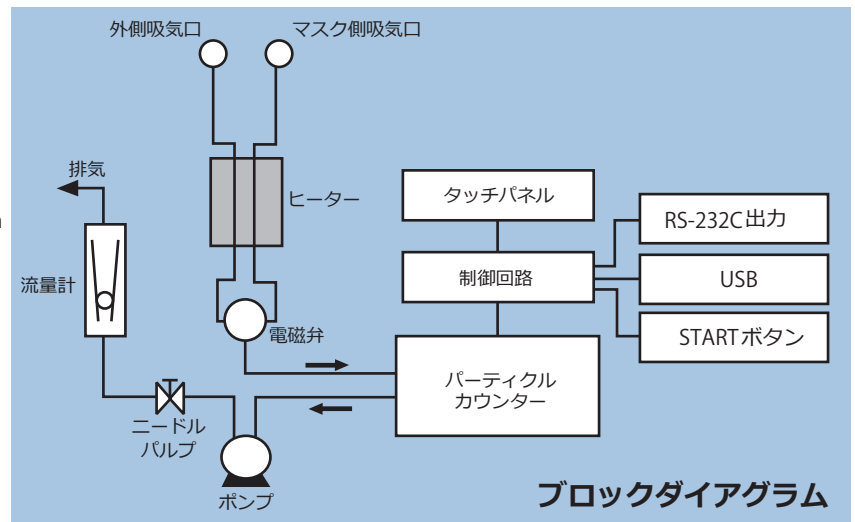 外側吸気口
マスク側吸気口
排気
ヒーター
タッチパネル
RS-232C出力
流量計
制御回路
USB
電磁弁
STARTボタン
パーティクル
カウンター
ニードル
バルブ
ポンプ
ブロックダイアグラム